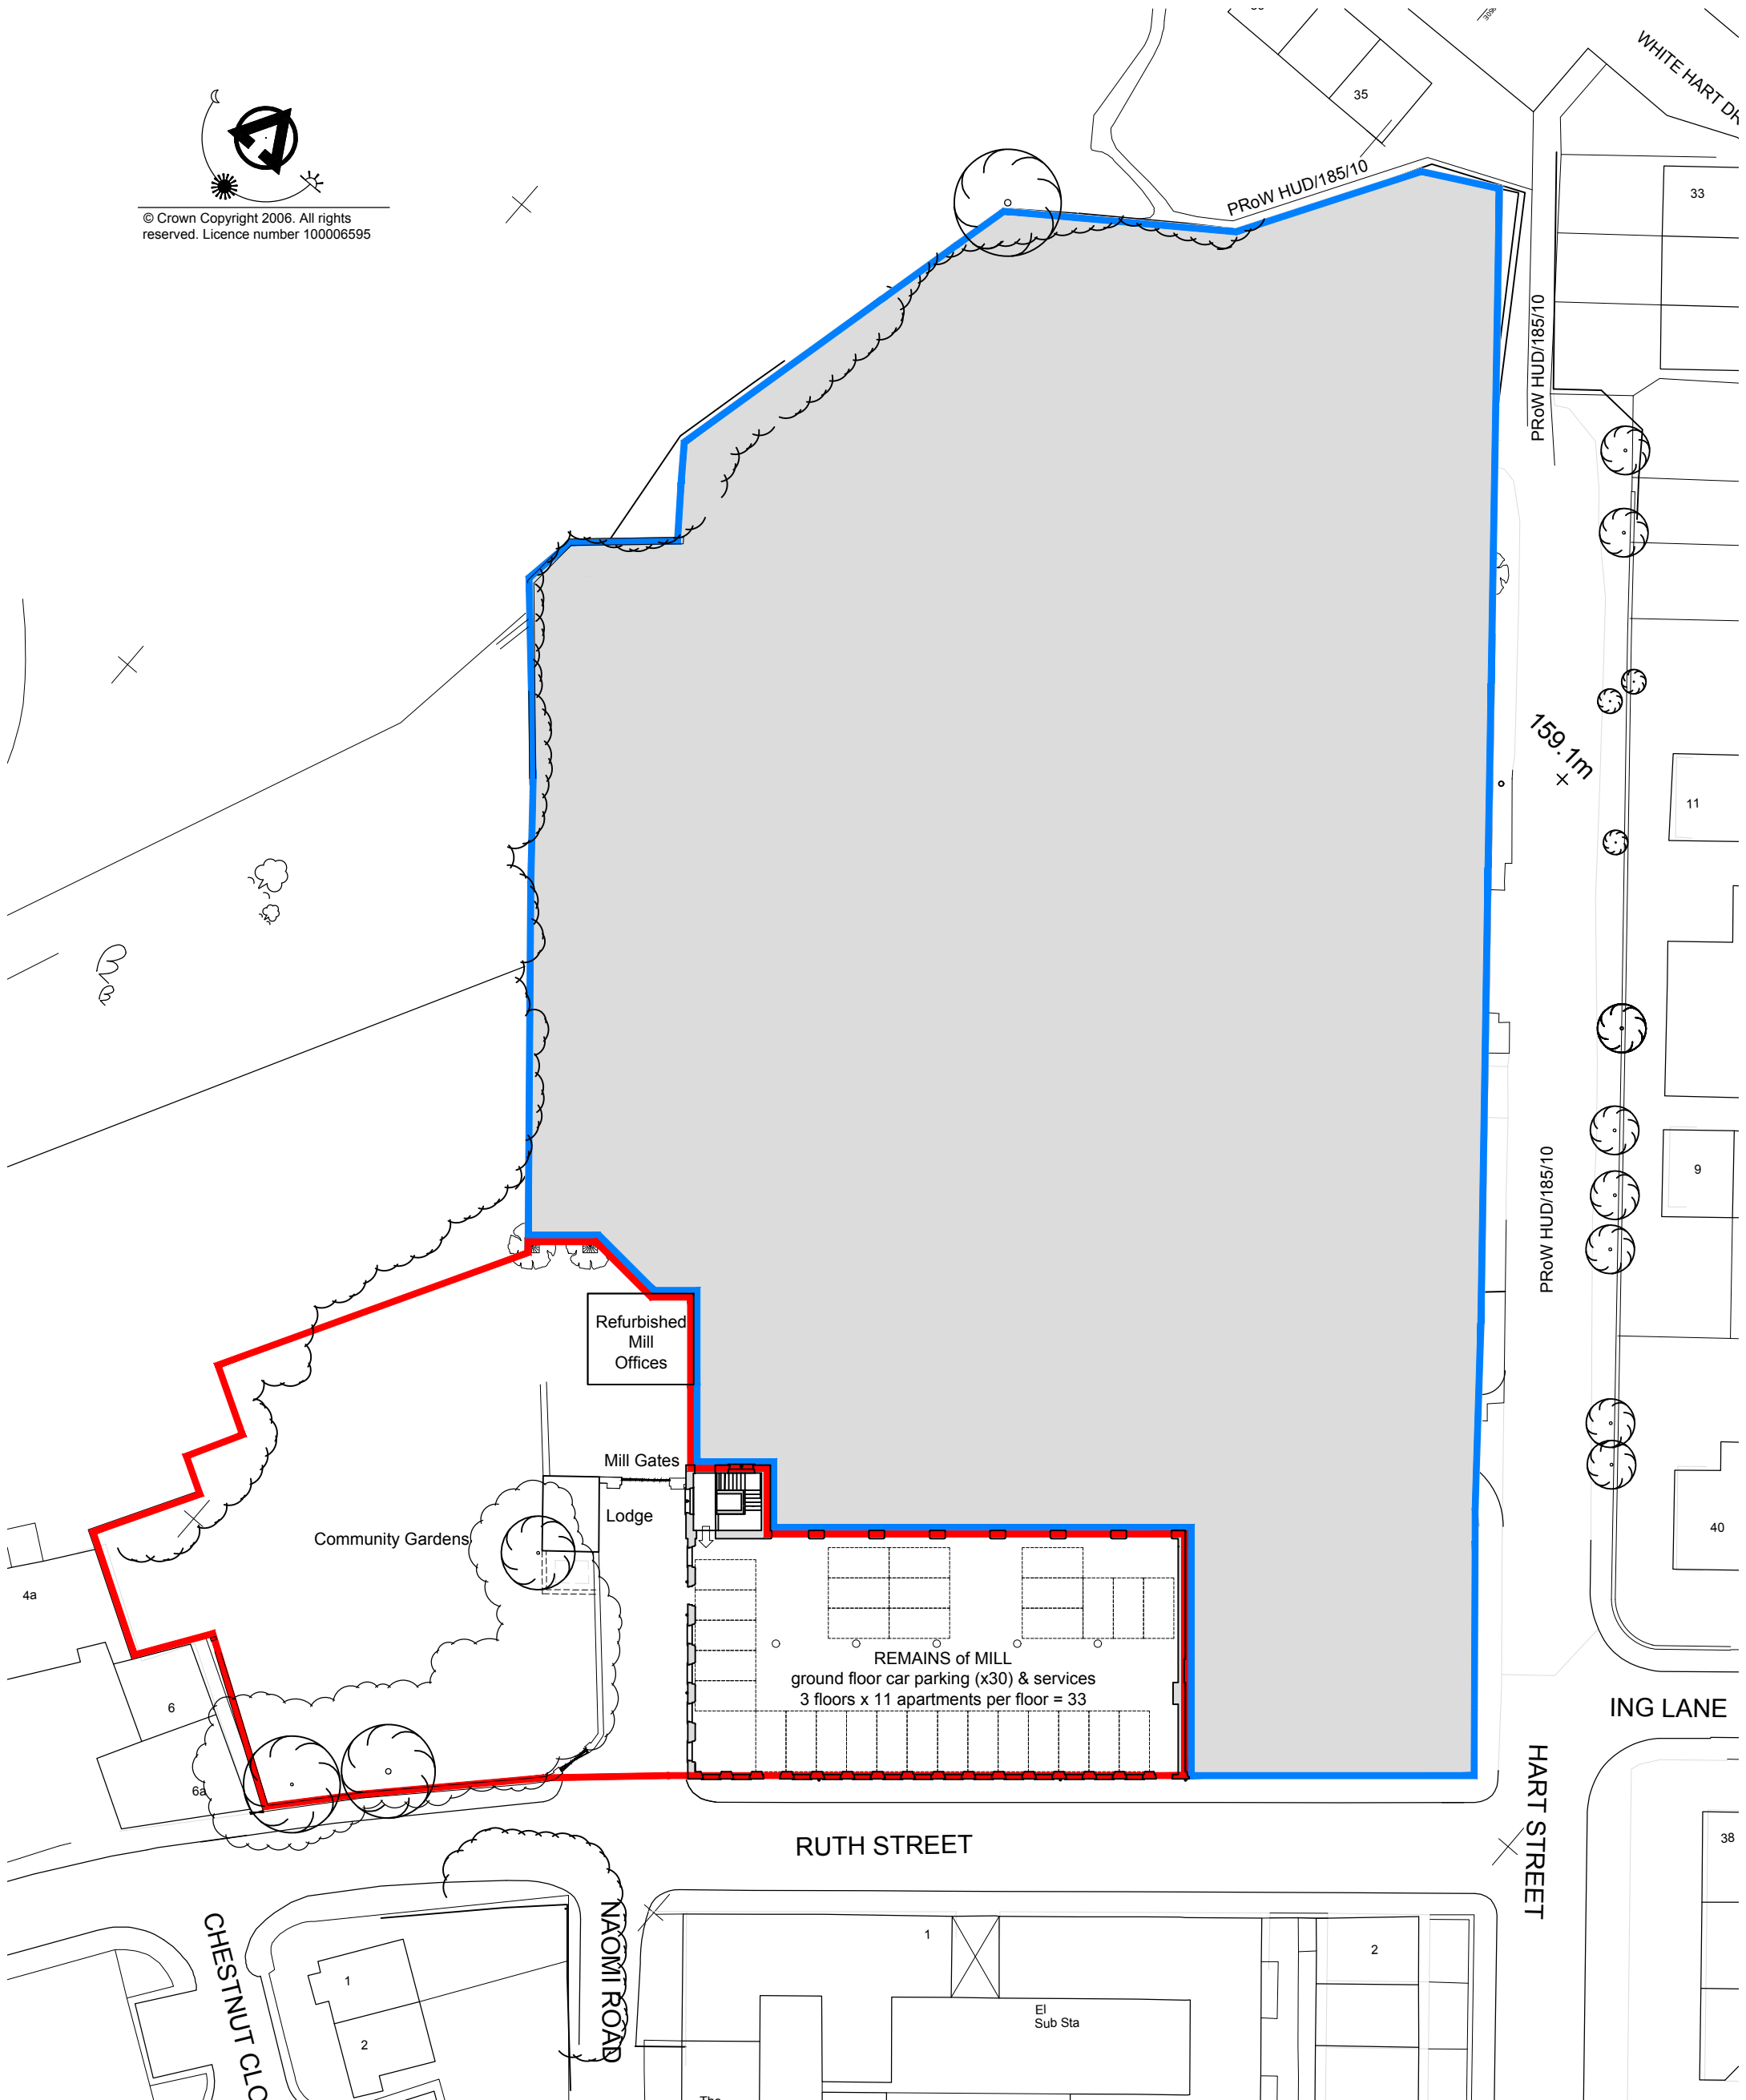 WHITE HART DR
35
33
PRoW HUD/185/10
© Crown Copyright 2006. All rights
reserved. Licence number 100006595
PRoW HUD/185/10
159.1m
11
PRoW HUD/185/10
9
Refurbished
Mill
Offices
Mill Gates
Lodge
Community Gardens
40
4a
REMAINS of MILL
ground floor car parking (x30) & services
3 floors x 11 apartments per floor = 33
6
6a
ING LANE
HART STREET
RUTH STREET
38
NAOMI ROAD
CHESTNUT CLO
1
2
1
2
El
Sub Sta